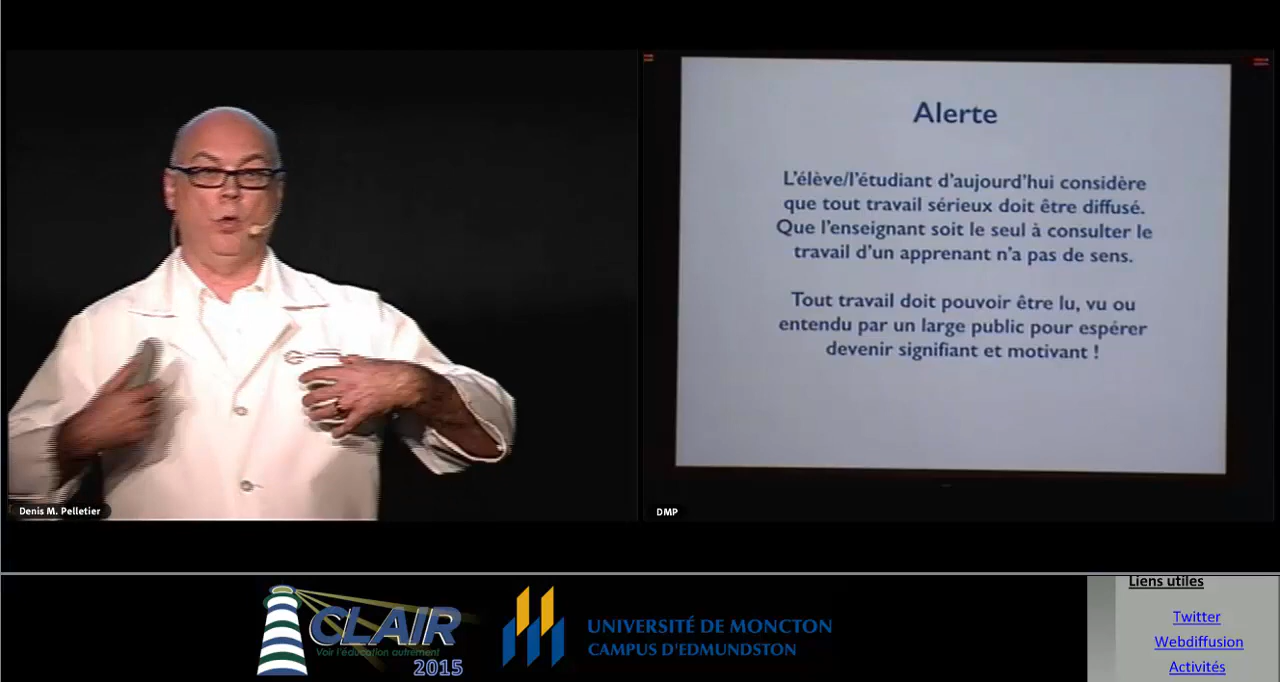 Alerte
L'élève/l'étudiant d'aujourd'hui considère
que tout travail sérieux doit être diffusé.
Que l'enseignant soit le seul à consulter le
travail d'un apprenant n'a pas de sens.
Tout travail doit pouvoir être lu, vu ou
entendu par un large public pour espérer
devenir signifiant et motivant !
Denis M. Pelletier
DMP
CLAIR
Voir l'éducation autrement
2015
UNIVERSITÉ DE MONCTON
CAMPUS D'EDMUNDSTON
Liens utiles
Twitter
Webdiffusion
Activités